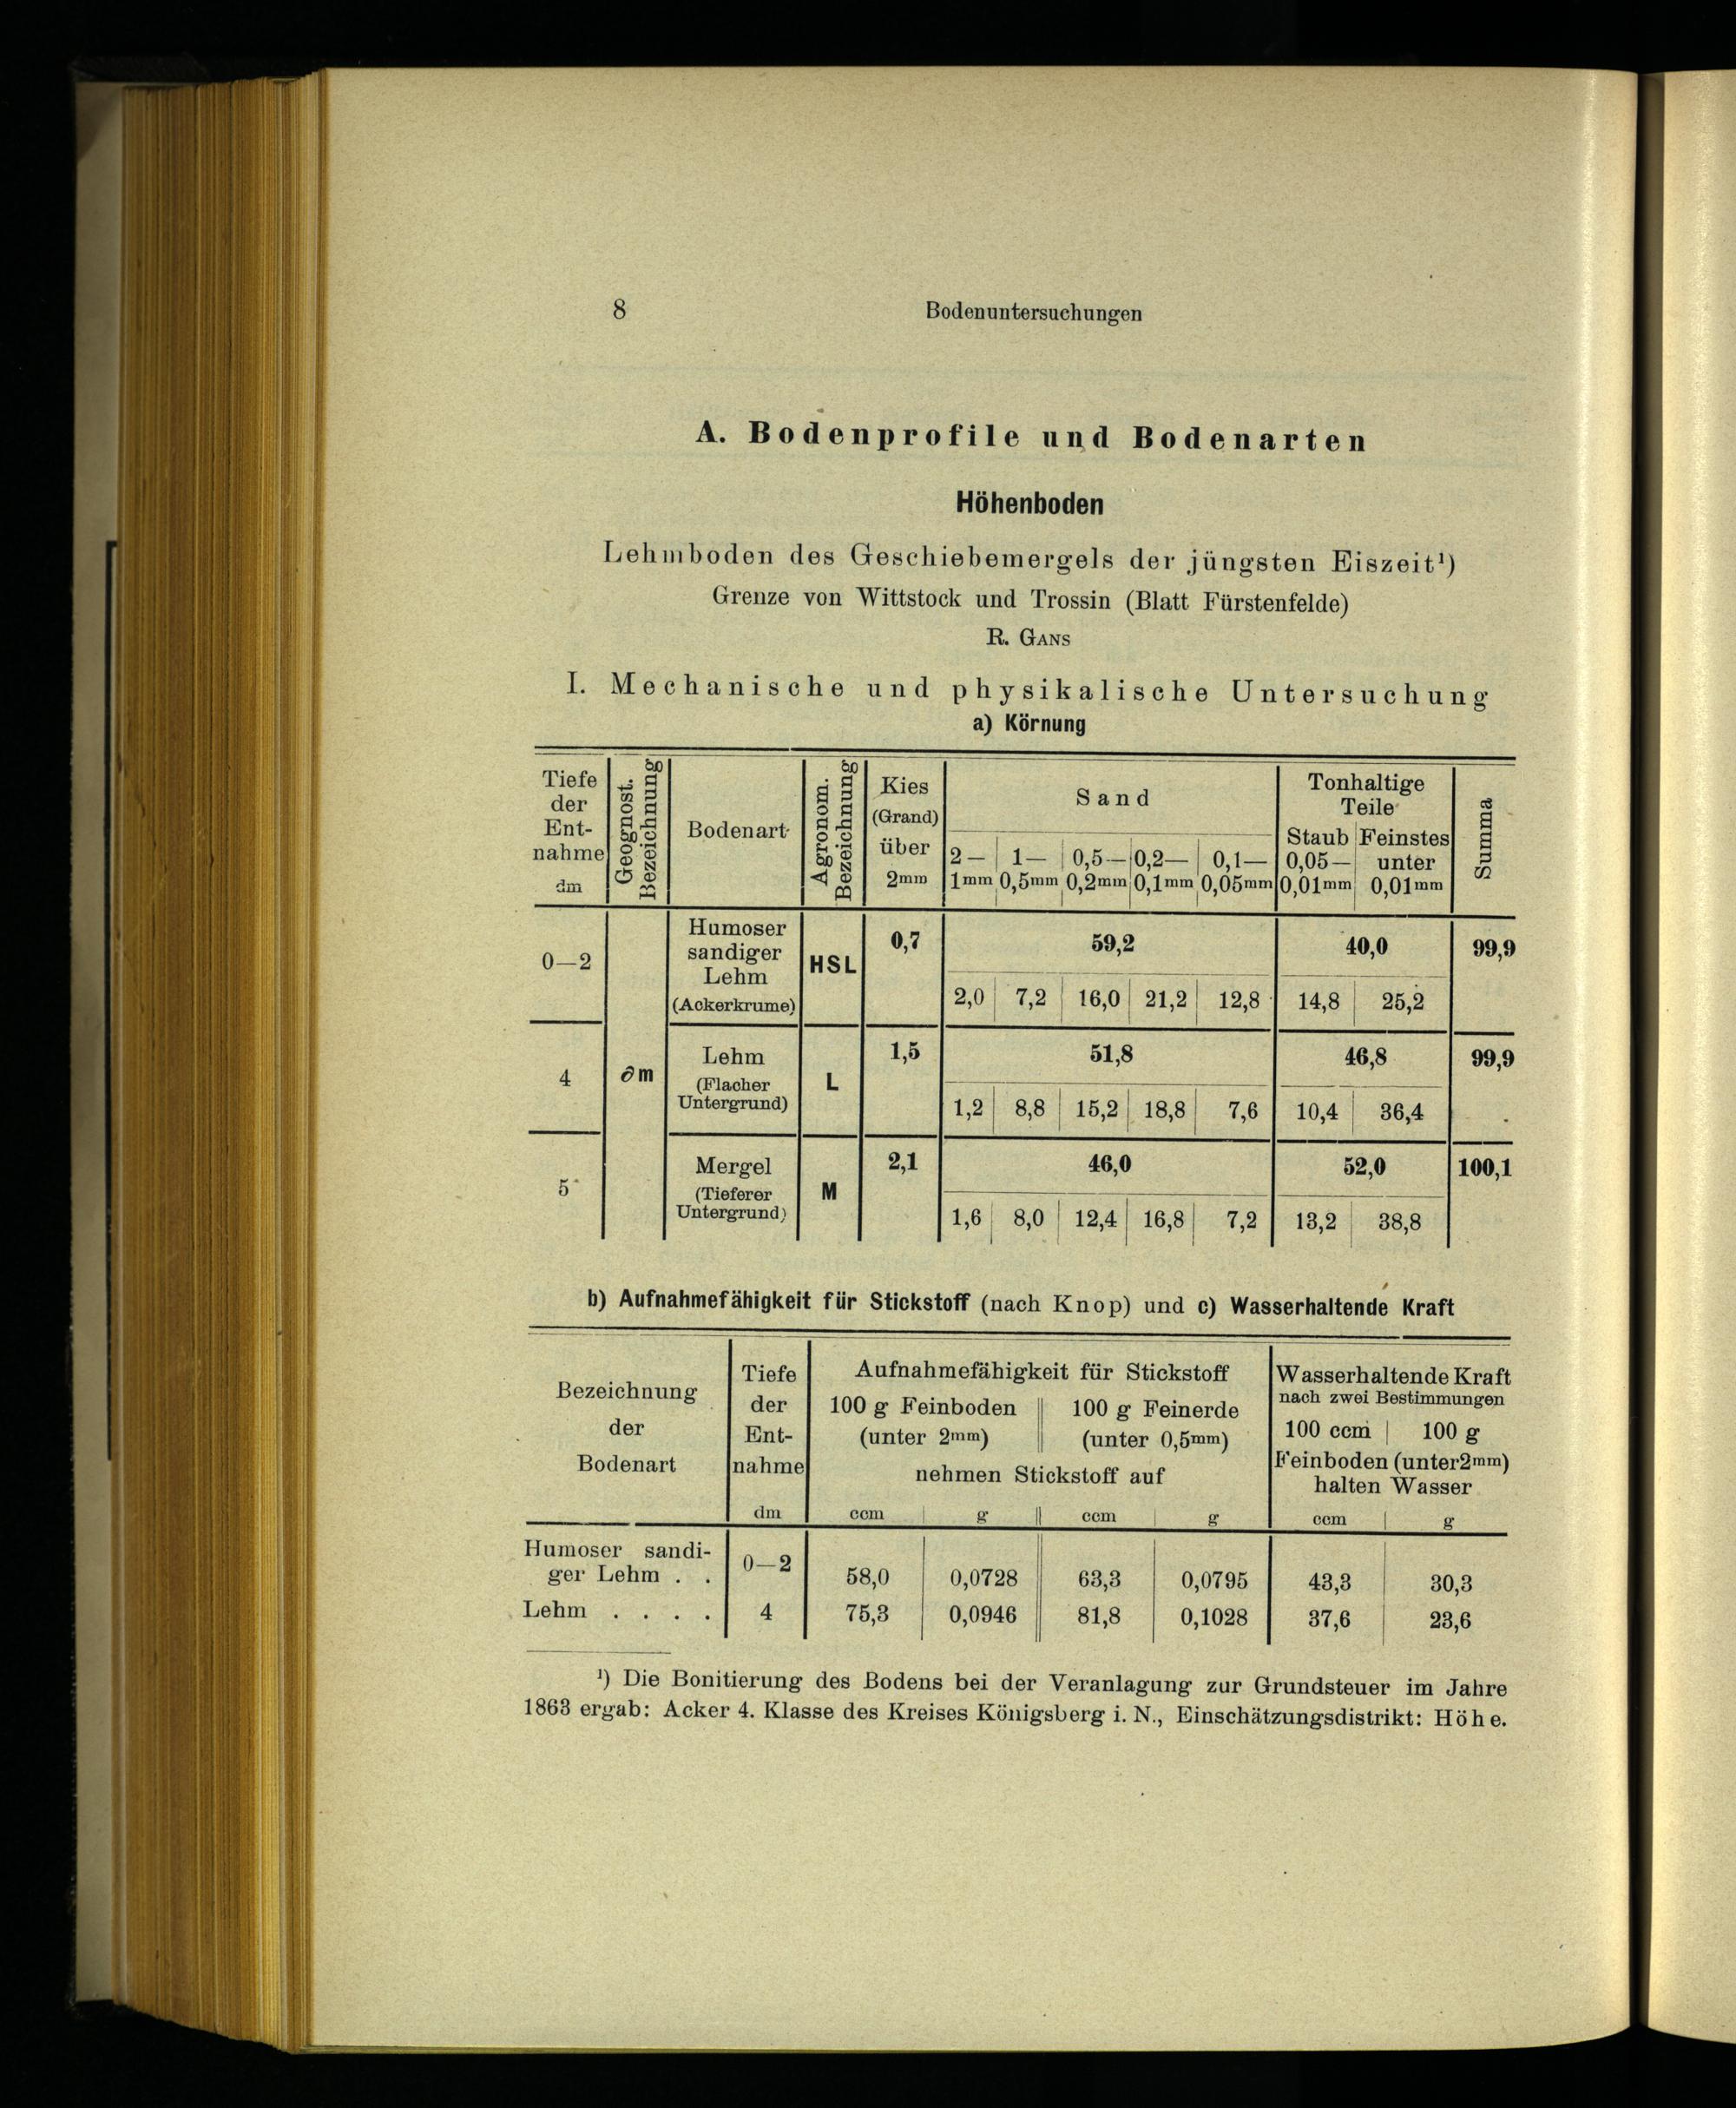 8 Bodenuntersuchungen
A. Bodenprofile und Bodenarten
Höhenboden
Lehmboden des Geschiebemergels der jüngsten Eiszeit¹)
Grenze von Wittstock und Trossin (Blatt Fürstenfelde)
R. GANS
I. Mechanische und physikalische Untersuchung
a) Körnung
Tiefe der Ent-nahme dm | Geognost. Bezeichnung | Bodenart | Agronom. Bezeichnung | Kies (Grand) über 2mm | Sand | Tonhaltige Teile | Summa
2— 1mm | 1— 0,5mm | 0,5— 0,2mm | 0,2— 0,1mm | 0,1— 0,05mm | Staub 0,05— 0,01mm | Feinstes unter 0,01mm
0—2 | ∂m | Humoser sandiger Lehm (Ackerkrume) | HSL | 0,7 | 59,2 | 40,0 | 99,9
2,0 | 7,2 | 16,0 | 21,2 | 12,8 | 14,8 | 25,2
4 | Lehm (Flacher Untergrund) | L | 1,5 | 51,8 | 46,8 | 99,9
1,2 | 8,8 | 15,2 | 18,8 | 7,6 | 10,4 | 36,4
5 | Mergel (Tieferer Untergrund) | M | 2,1 | 46,0 | 52,0 | 100,1
1,6 | 8,0 | 12,4 | 16,8 | 7,2 | 13,2 | 38,8
b) Aufnahmefähigkeit für Stickstoff (nach Knop) und c) Wasserhaltende Kraft
Bezeichnung der Bodenart | Tiefe der Ent-nahme dm | Aufnahmefähigkeit für Stickstoff | Wasserhaltende Kraft nach zwei Bestimmungen
100 g Feinboden (unter 2mm) || 100 g Feinerde (unter 0,5mm) | 100 ccm | 100 g
nehmen Stickstoff auf | Feinboden (unter 2mm) halten Wasser
ccm | g || ccm | g | ccm | g
Humoser sandi-
ger Lehm . . | 0—2 | 58,0 | 0,0728 || 63,3 | 0,0795 | 43,3 | 30,3
Lehm . . . . | 4 | 75,3 | 0,0946 || 81,8 | 0,1028 | 37,6 | 23,6
¹) Die Bonitierung des Bodens bei der Veranlagung zur Grundsteuer im Jahre
1863 ergab: Acker 4. Klasse des Kreises Königsberg i. N., Einschätzungsdistrikt: Höhe.